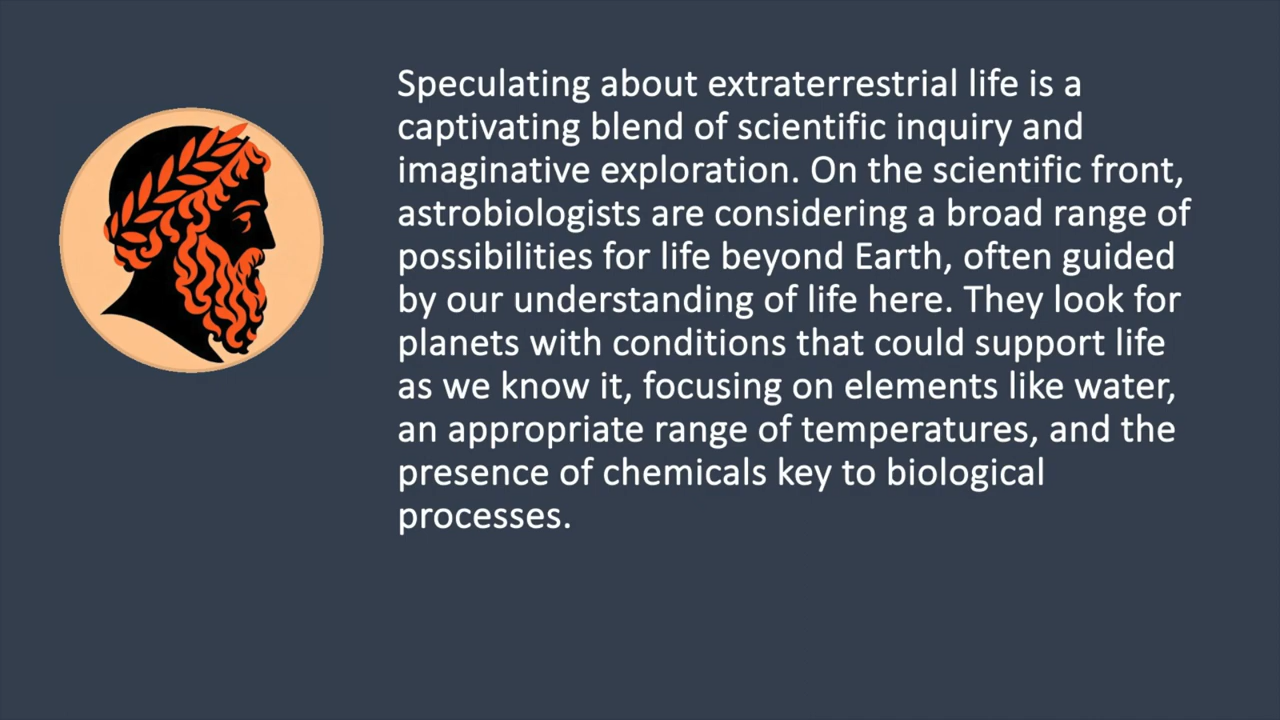 Speculating about extraterrestrial life is a
captivating blend of scientific inquiry and
imaginative exploration. On the scientific front,
astrobiologists are considering a broad range of
possibilities for life beyond Earth, often guided
by our understanding of life here. They look for
planets with conditions that could support life
as we know it, focusing on elements like water,
an appropriate range of temperatures, and the
presence of chemicals key to biological
processes.